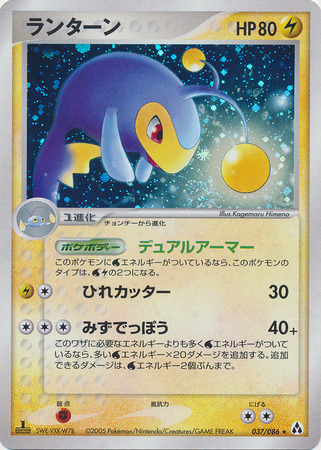 ランターン HP80
Illus.Kagemaru Himeno
1進化 チョンチーから進化
ポケボディー デュアルアーマー
このポケモンに水エネルギーがついているなら、このポケモンの
タイプは、の2つになる。
ひれカッター 30
みずでっぽう 40+
このワザに必要なエネルギーよりも多くエネルギーがついて
いるなら、多いエネルギー×20ダメージを追加する。追加
できるダメージは、エネルギー2個ぶんまで。
弱点 抵抗力 にげる
1 EDITION SWE-YXK-W7B ©2005 Pokémon/Nintendo/Creatures/GAME FREAK 037/086 ★